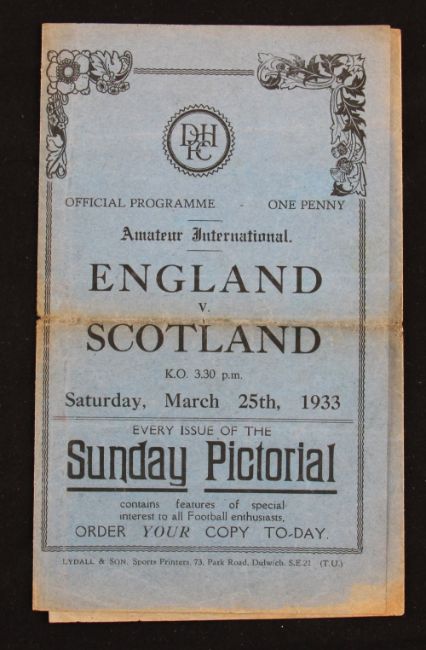 DHFC
OFFICIAL PROGRAMME - ONE PENNY
Amateur International.
ENGLAND
v.
SCOTLAND
K.O. 3.30 p.m.
Saturday, March 25th, 1933
EVERY ISSUE OF THE
Sunday Pictorial
contains features of special
interest to all Football enthusiasts,
ORDER YOUR COPY TO-DAY.
LYDALL & SON, Sports Printers, 73, Park Road, Dulwich, S.E.21 (T.U.)